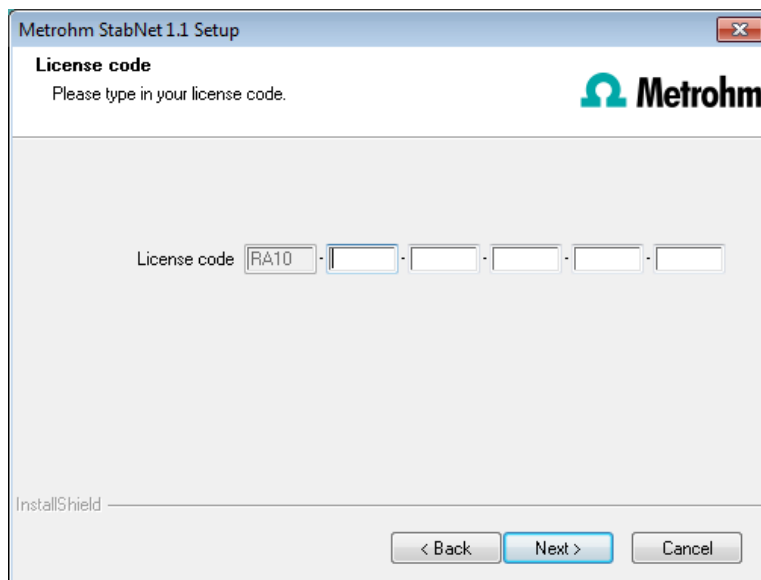 Metrohm StabNet 1.1 Setup
License code
Please type in your license code.
Metrohm
License code RA10 - - - - -
InstallShield
< Back Next > Cancel